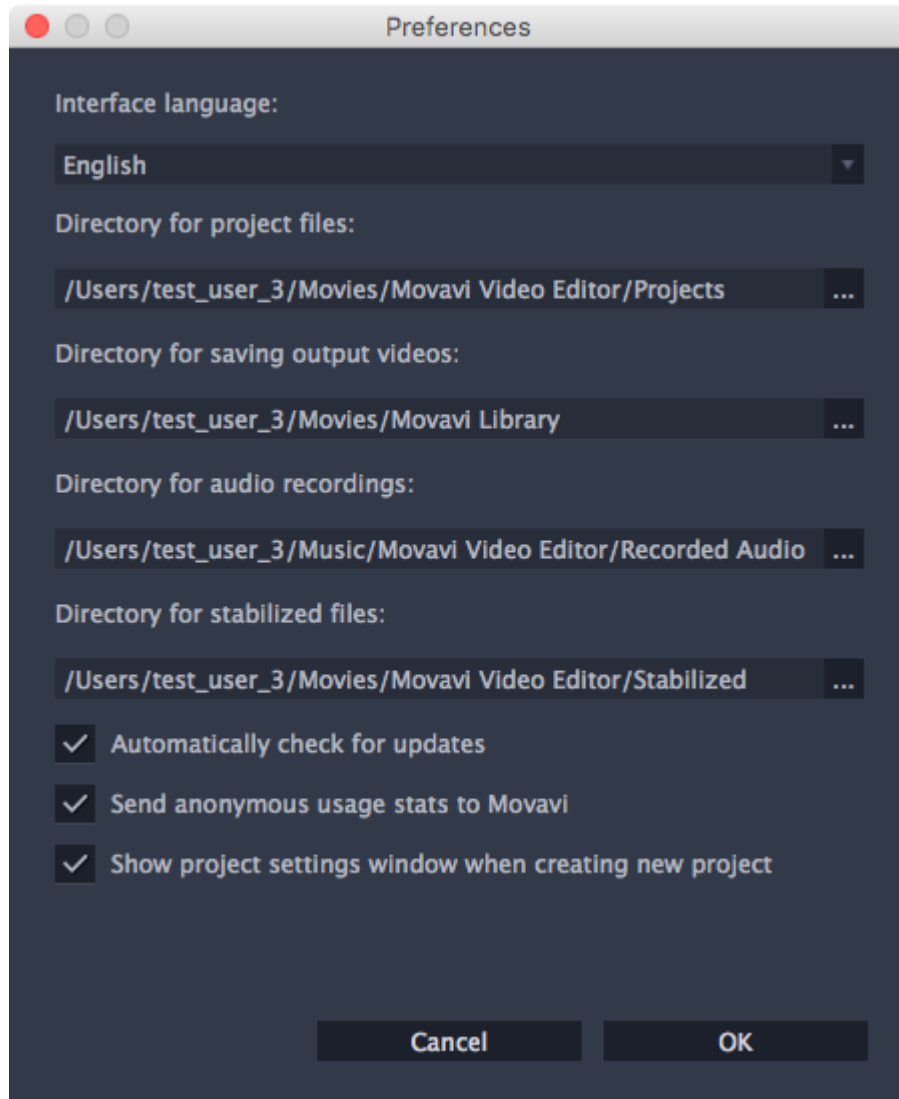 Preferences
Interface language:
English
Directory for project files:
/Users/test_user_3/Movies/Movavi Video Editor/Projects ...
Directory for saving output videos:
/Users/test_user_3/Movies/Movavi Library ...
Directory for audio recordings:
/Users/test_user_3/Music/Movavi Video Editor/Recorded Audio ...
Directory for stabilized files:
/Users/test_user_3/Movies/Movavi Video Editor/Stabilized ...
Automatically check for updates
Send anonymous usage stats to Movavi
Show project settings window when creating new project
Cancel OK